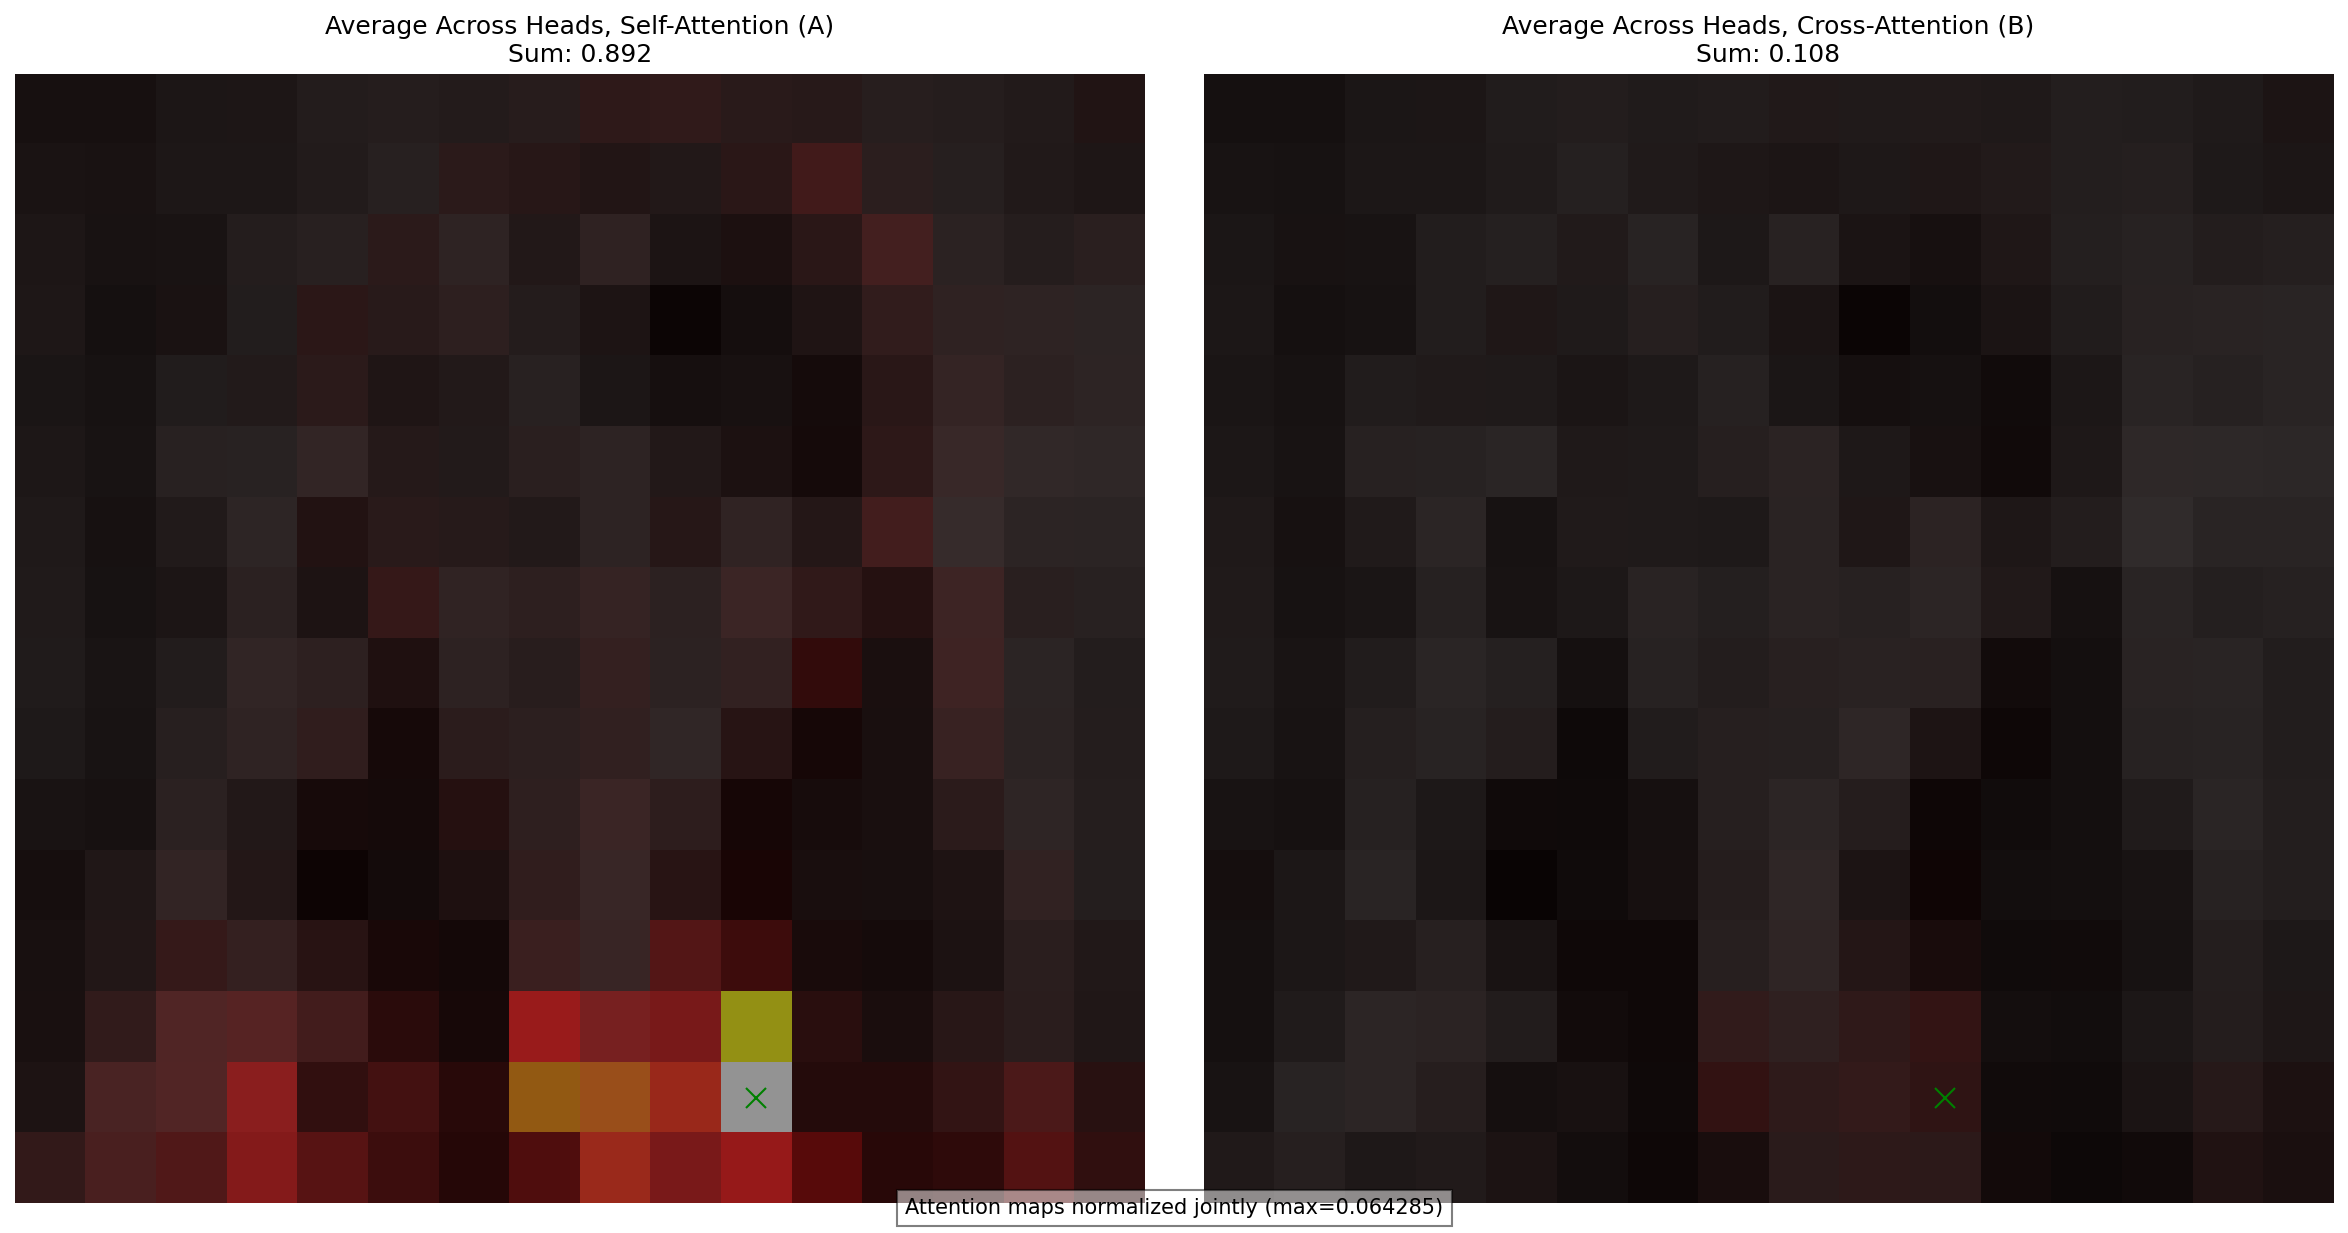 Average Across Heads, Self-Attention (A)
Sum: 0.892
Average Across Heads, Cross-Attention (B)
Sum: 0.108
Attention maps normalized jointly (max=0.064285)